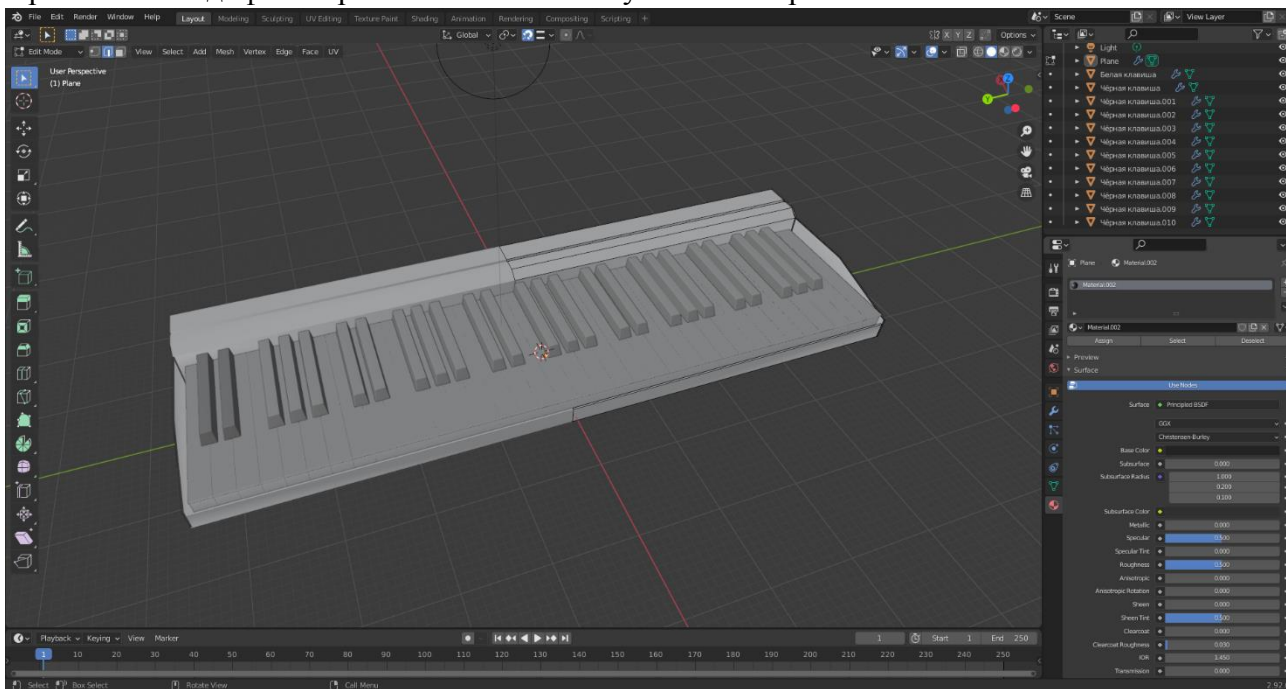 File Edit Render Window Help Layout Modeling Sculpting UV Editing Texture Paint Shading Animation Rendering Compositing Scripting + Scene View Layer
Global X Y Z Options
Edit Mode View Select Add Mesh Vertex Edge Face UV
User Perspective
(1) Plane
Light
Plane
Белая клавиша
Чёрная клавиша
Чёрная клавиша.001
Чёрная клавиша.002
Чёрная клавиша.003
Чёрная клавиша.004
Чёрная клавиша.005
Чёрная клавиша.006
Чёрная клавиша.007
Чёрная клавиша.008
Чёрная клавиша.009
Чёрная клавиша.010
Plane Material.002
Material.002
Material.002
Assign Select Deselect
Preview
Surface
Use Nodes
Surface Principled BSDF
GGX
Christensen-Burley
Base Color
Subsurface 0.000
Subsurface Radius 1.000
0.200
0.100
Subsurface Color
Metallic 0.000
Specular 0.500
Specular Tint 0.000
Roughness 0.500
Anisotropic 0.000
Anisotropic Rotation 0.000
Sheen 0.000
Sheen Tint 0.500
Clearcoat 0.000
Clearcoat Roughness 0.030
IOR 1.450
Transmission 0.000
Playback Keying View Marker 1 Start 1 End 250
1 10 20 30 40 50 60 70 80 90 100 110 120 130 140 150 160 170 180 190 200 210 220 230 240 250
Select Box Select Rotate View Call Menu 2.92